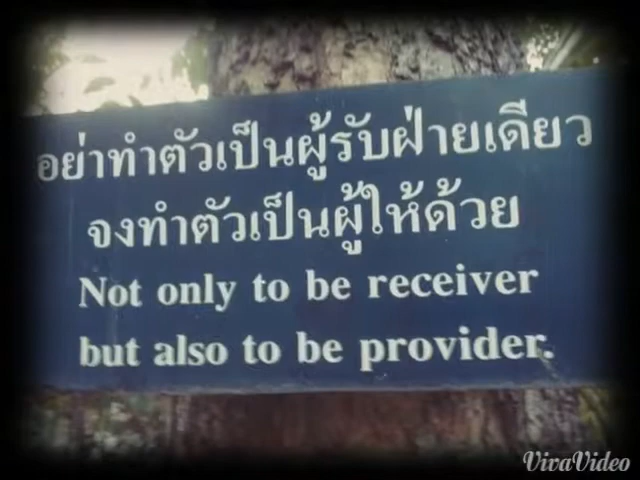 อย่าทำตัวเป็นผู้รับฝ่ายเดียว
จงทำตัวเป็นผู้ให้ด้วย
Not only to be receiver
but also to be provider.
VivaVideo